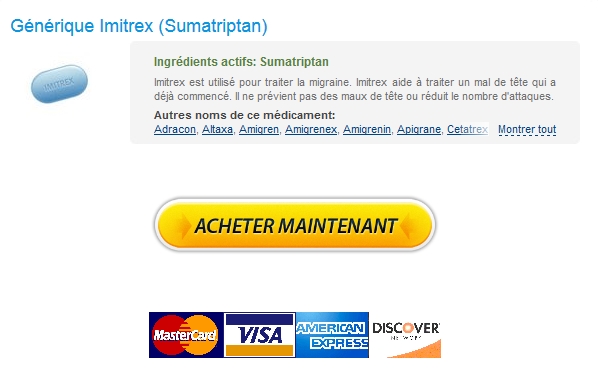 Générique Imitrex (Sumatriptan)
IMITREX
Ingrédients actifs: Sumatriptan
Imitrex est utilisé pour traiter la migraine. Imitrex aide à traiter un mal de tête qui a
déjà commencé. Il ne prévient pas des maux de tête ou réduit le nombre d'attaques.
Autres noms de ce médicament:
Adracon, Altaxa, Amigren, Amigrenex, Amigrenin, Apigrane, Cetatrex Montrer tout
ACHETER MAINTENANT
MasterCard VISA AMERICAN EXPRESS DISCOVER NETWORK